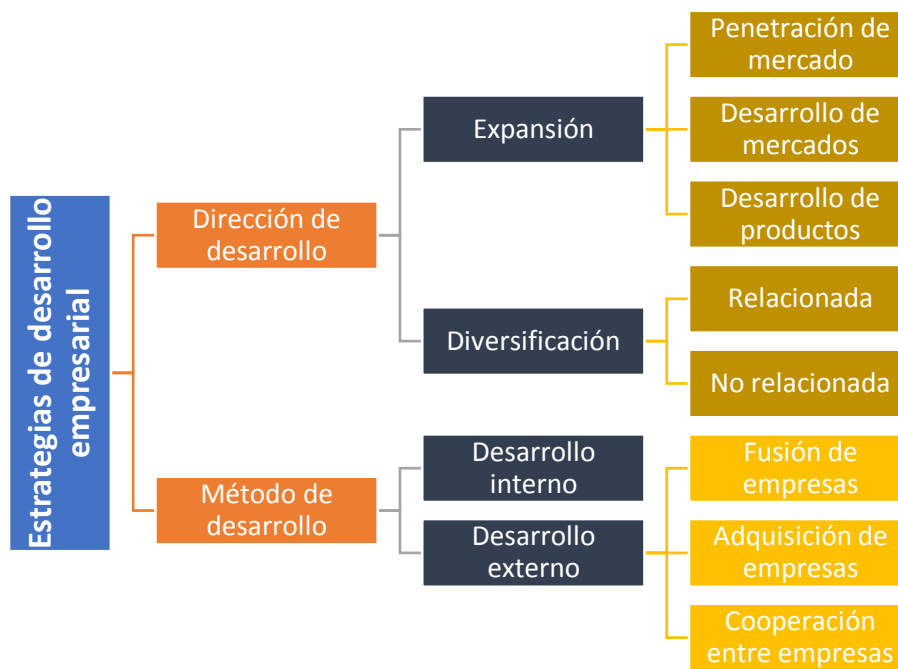 Estrategias de desarrollo
empresarial
Dirección de
desarrollo
Expansión
Penetración de
mercado
Desarrollo de
mercados
Desarrollo de
productos
Diversificación
Relacionada
No relacionada
Método de
desarrollo
Desarrollo
interno
Desarrollo
externo
Fusión de
empresas
Adquisición de
empresas
Cooperación
entre empresas